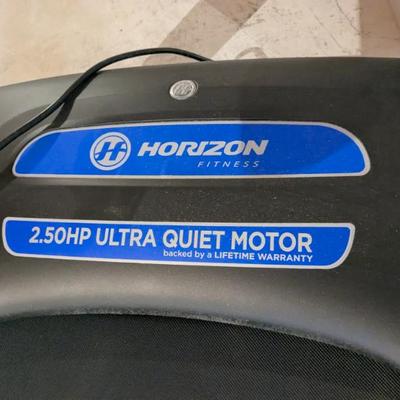 HORIZON
FITNESS
2.50HP ULTRA QUIET MOTOR
backed by a LIFETIME WARRANTY